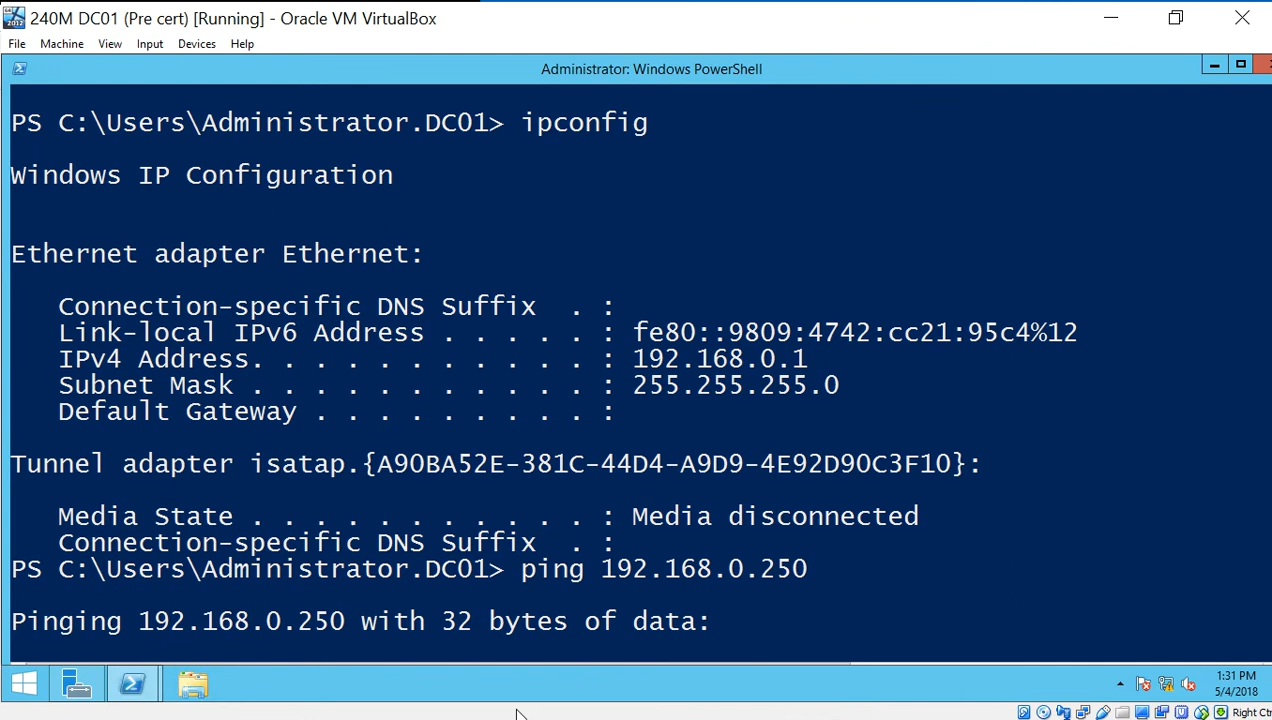 240M DC01 (Pre cert) [Running] - Oracle VM VirtualBox
File Machine View Input Devices Help
Administrator: Windows PowerShell
PS C:\Users\Administrator.DC01> ipconfig
Windows IP Configuration
Ethernet adapter Ethernet:
Connection-specific DNS Suffix . :
Link-local IPv6 Address . . . . . : fe80::9809:4742:cc21:95c4%12
IPv4 Address. . . . . . . . . . . : 192.168.0.1
Subnet Mask . . . . . . . . . . . : 255.255.255.0
Default Gateway . . . . . . . . . :
Tunnel adapter isatap.{A90BA52E-381C-44D4-A9D9-4E92D90C3F10}:
Media State . . . . . . . . . . . : Media disconnected
Connection-specific DNS Suffix . :
PS C:\Users\Administrator.DC01> ping 192.168.0.250
Pinging 192.168.0.250 with 32 bytes of data:
1:31 PM
5/4/2018
Right Ctr